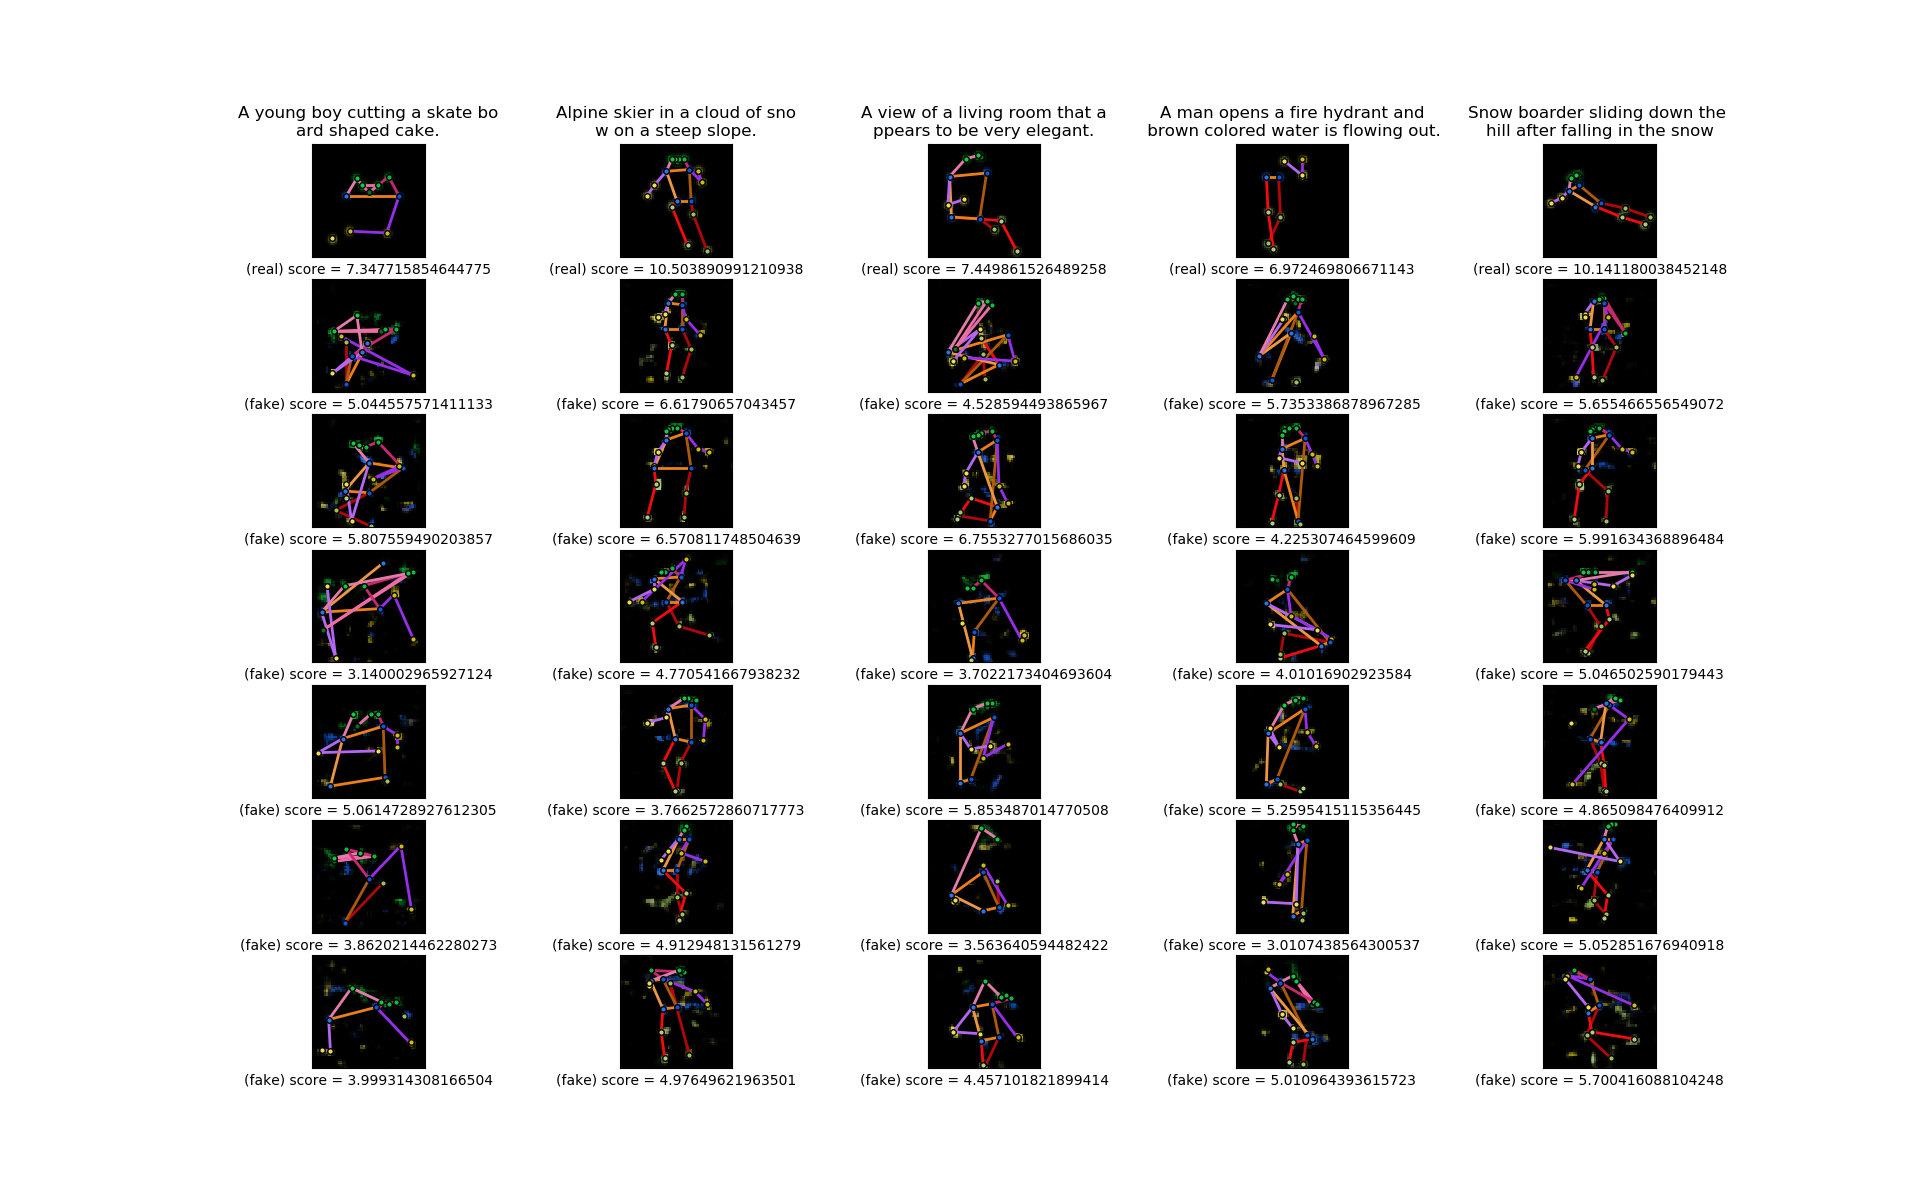 A young boy cutting a skate bo
ard shaped cake.
Alpine skier in a cloud of sno
w on a steep slope.
A view of a living room that a
ppears to be very elegant.
A man opens a fire hydrant and
brown colored water is flowing out.
Snow boarder sliding down the
hill after falling in the snow
(real) score = 7.347715854644775
(real) score = 10.503890991210938
(real) score = 7.449861526489258
(real) score = 6.972469806671143
(real) score = 10.141180038452148
(fake) score = 5.044557571411133
(fake) score = 6.61790657043457
(fake) score = 4.528594493865967
(fake) score = 5.7353386878967285
(fake) score = 5.655466556549072
(fake) score = 5.807559490203857
(fake) score = 6.570811748504639
(fake) score = 6.7553277015686035
(fake) score = 4.225307464599609
(fake) score = 5.991634368896484
(fake) score = 3.140002965927124
(fake) score = 4.770541667938232
(fake) score = 3.7022173404693604
(fake) score = 4.01016902923584
(fake) score = 5.046502590179443
(fake) score = 5.0614728927612305
(fake) score = 3.7662572860717773
(fake) score = 5.853487014770508
(fake) score = 5.2595415115356445
(fake) score = 4.865098476409912
(fake) score = 3.8620214462280273
(fake) score = 4.912948131561279
(fake) score = 3.563640594482422
(fake) score = 3.0107438564300537
(fake) score = 5.052851676940918
(fake) score = 3.999314308166504
(fake) score = 4.97649621963501
(fake) score = 4.457101821899414
(fake) score = 5.010964393615723
(fake) score = 5.700416088104248